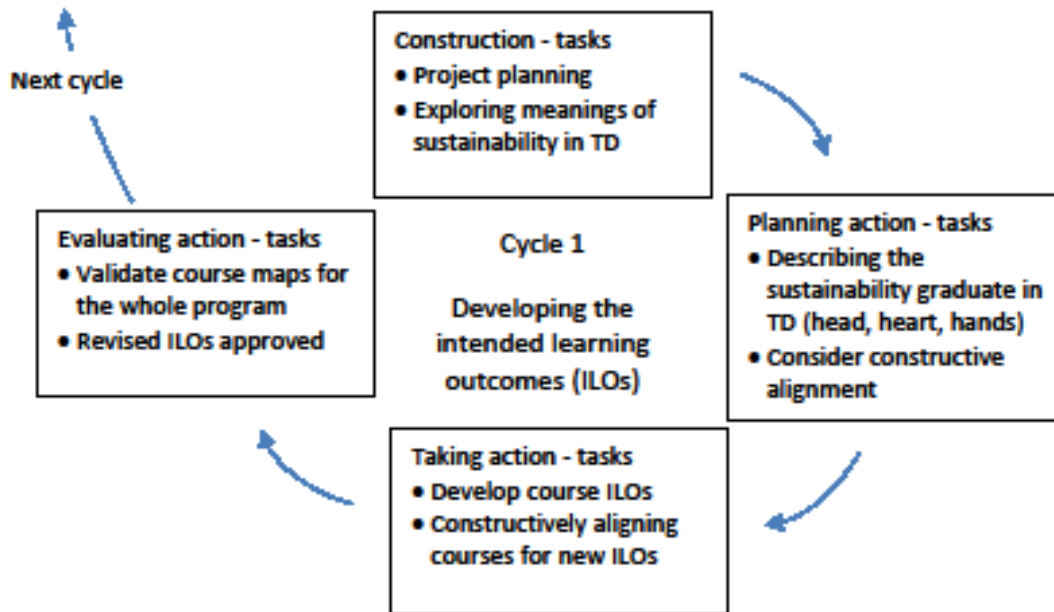 Next cycle
Construction - tasks
• Project planning
• Exploring meanings of
sustainability in TD
Planning action - tasks
• Describing the
sustainability graduate in
TD (head, heart, hands)
• Consider constructive
alignment
Cycle 1
Developing the
intended learning
outcomes (ILOs)
Taking action - tasks
• Develop course ILOs
• Constructively aligning
courses for new ILOs
Evaluating action - tasks
• Validate course maps for
the whole program
• Revised ILOs approved